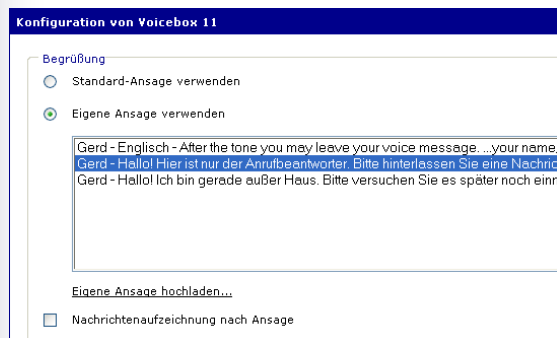 Konfiguration von Voicebox 11
Begrüßung
Standard-Ansage verwenden
Eigene Ansage verwenden
Gerd - Englisch - After the tone you may leave your voice message. ...your name,
Gerd - Hallo! Hier ist nur der Anrufbeantworter. Bitte hinterlassen Sie eine
Gerd - Hallo! Ich bin gerade außer Haus. Bitte versuchen Sie es später noch
Eigene Ansage hochladen...
Nachrichtenaufzeichnung nach Ansage